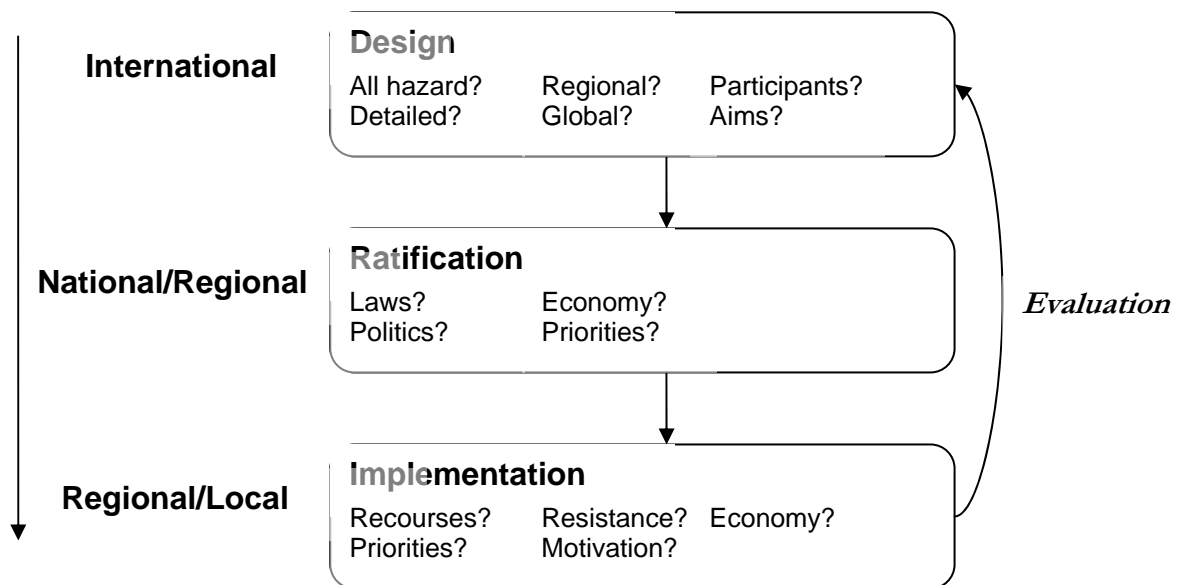 International
Design
All hazard? Regional? Participants?
Detailed? Global? Aims?
National/Regional
Ratification
Laws? Economy?
Politics? Priorities?
Evaluation
Regional/Local
Implementation
Recourses? Resistance? Economy?
Priorities? Motivation?